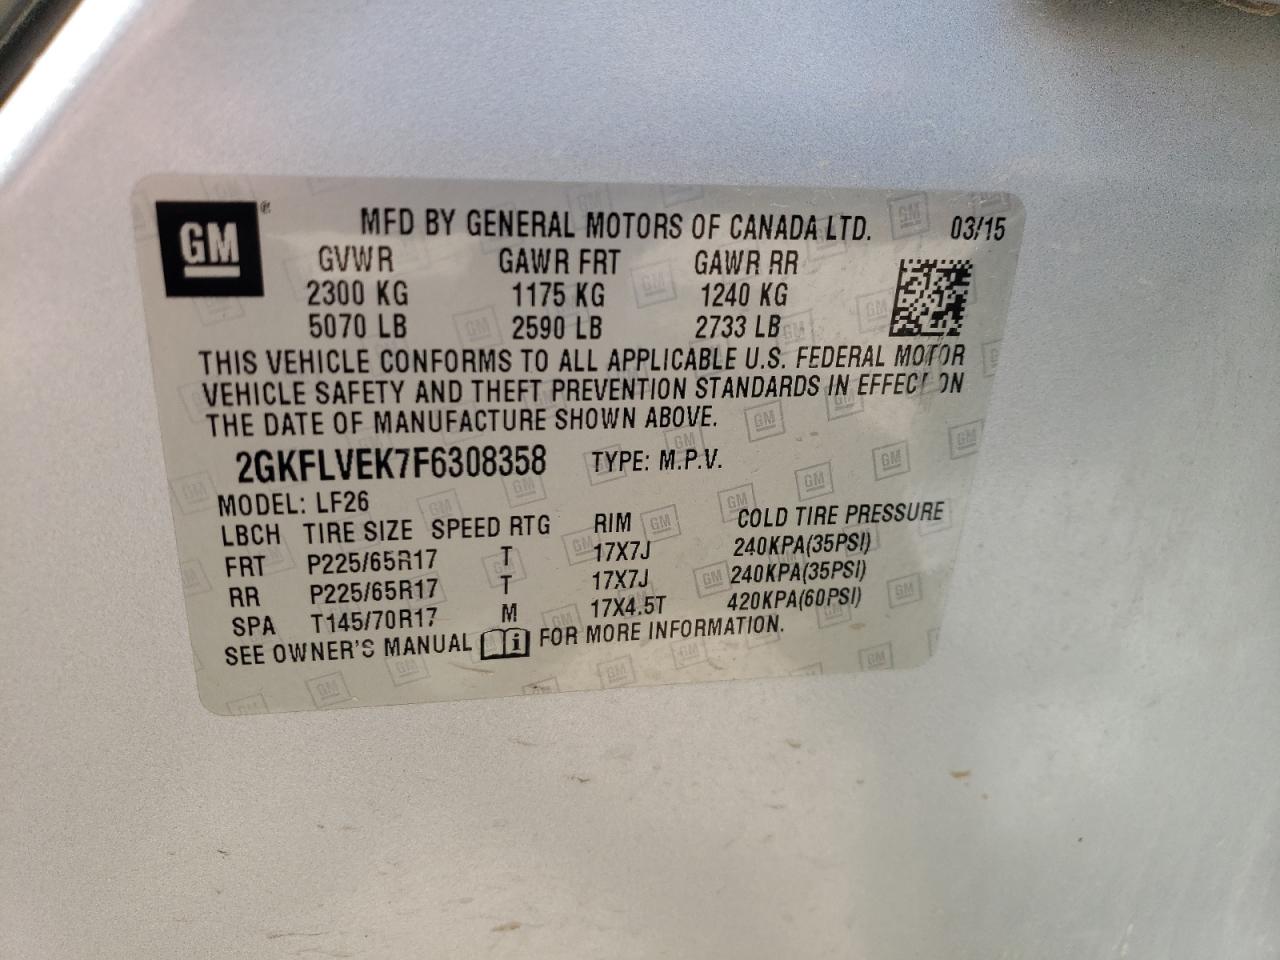 GM ® MFD BY GENERAL MOTORS OF CANADA LTD. 03/15
GVWR GAWR FRT GAWR RR
2300 KG 1175 KG 1240 KG
5070 LB 2590 LB 2733 LB
THIS VEHICLE CONFORMS TO ALL APPLICABLE U.S. FEDERAL MOTOR
VEHICLE SAFETY AND THEFT PREVENTION STANDARDS IN EFFECT ON
THE DATE OF MANUFACTURE SHOWN ABOVE.
2GKFLVEK7F6308358 TYPE: M.P.V.
MODEL: LF26
LBCH TIRE SIZE SPEED RTG RIM COLD TIRE PRESSURE
FRT P225/65R17 T 17X7J 240KPA(35PSI)
RR P225/65R17 T 17X7J 240KPA(35PSI)
SPA T145/70R17 M 17X4.5T 420KPA(60PSI)
SEE OWNER'S MANUAL i FOR MORE INFORMATION.